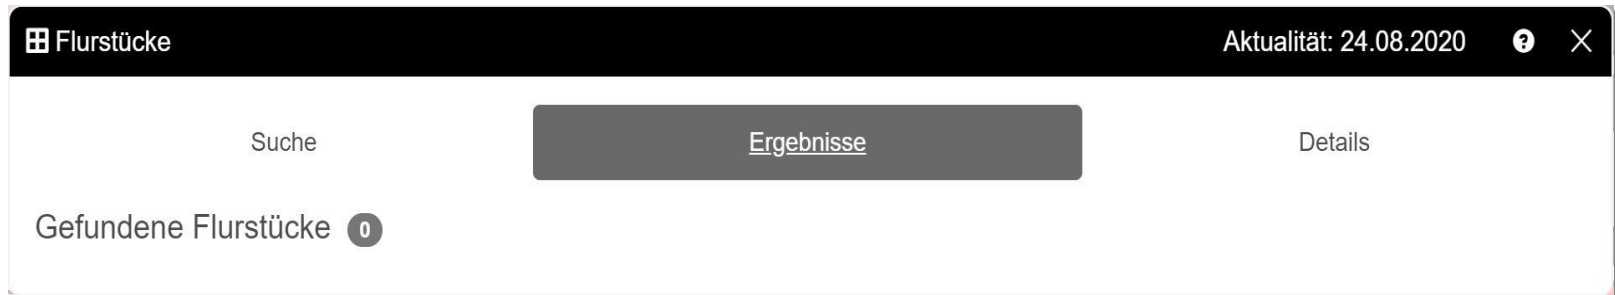 Flurstücke Aktualität: 24.08.2020 ?
Suche Ergebnisse Details
Gefundene Flurstücke 0